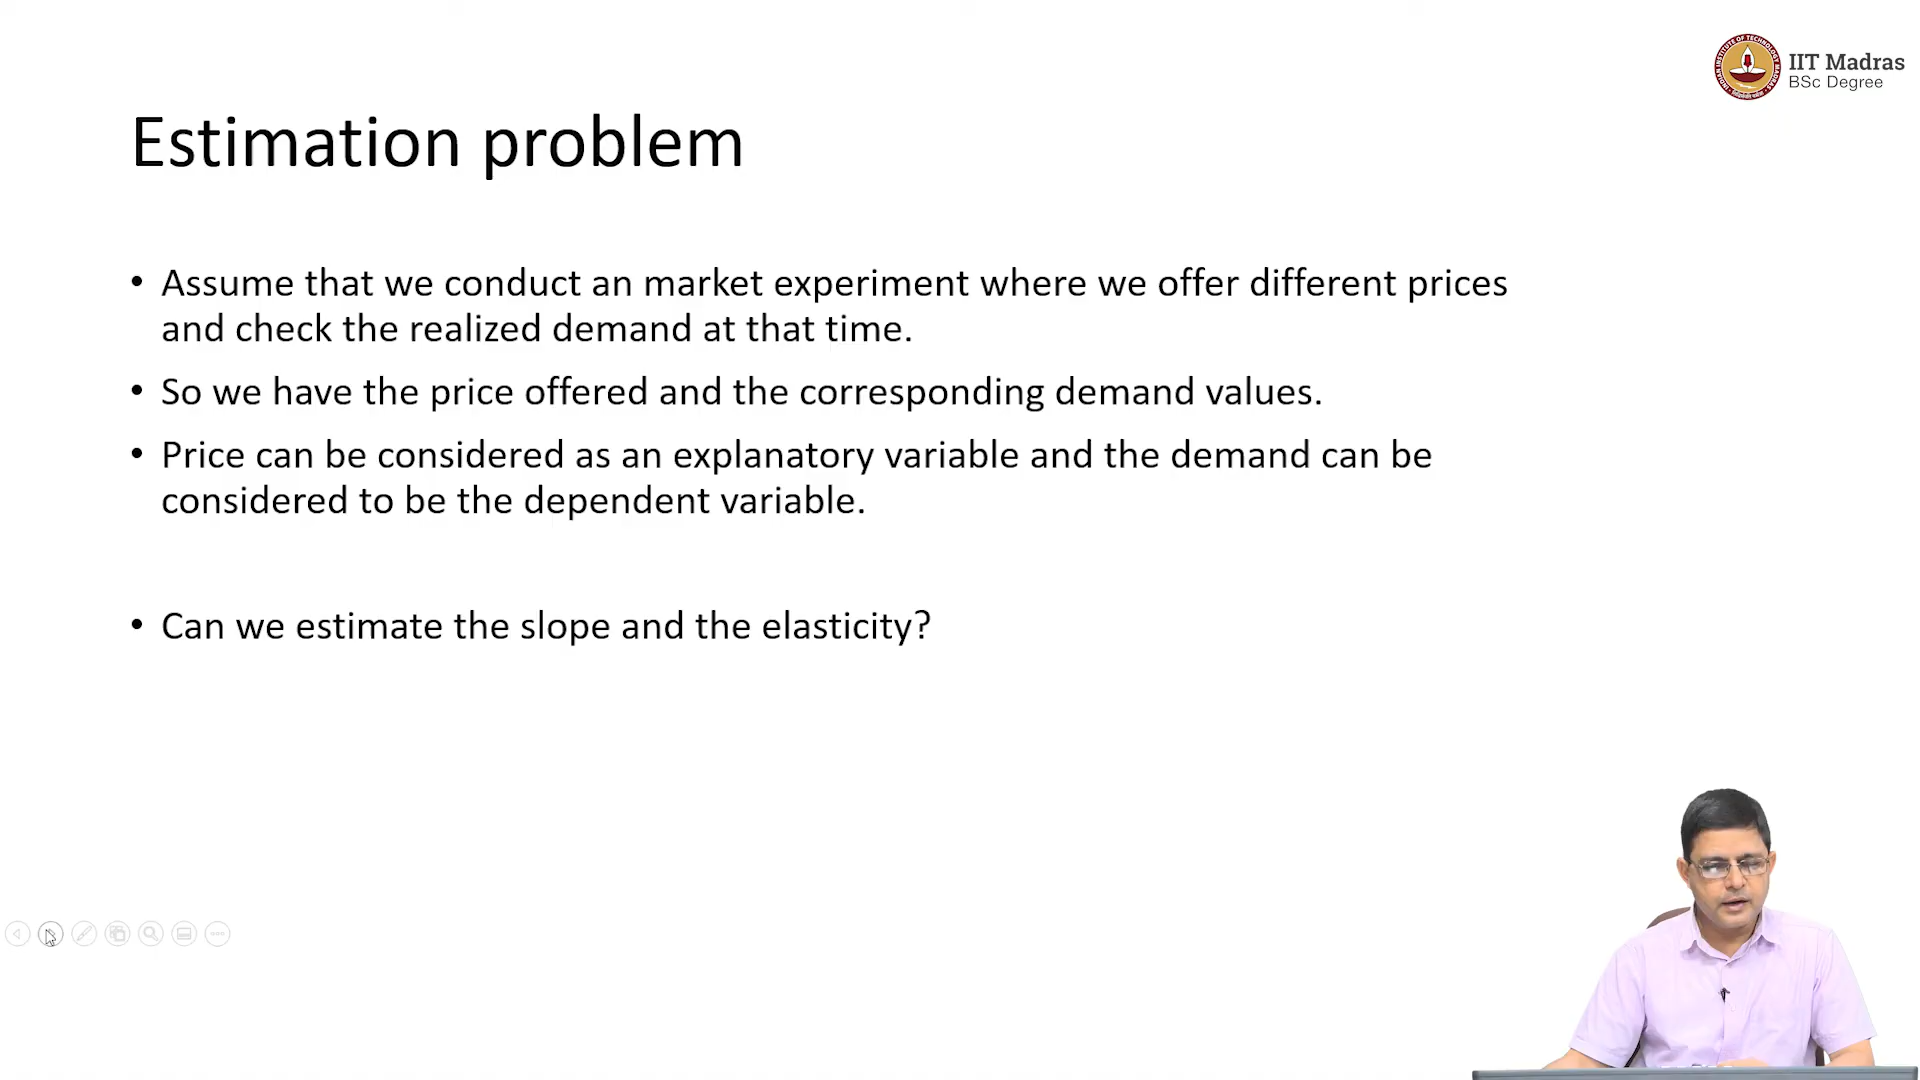 IIT Madras
BSc Degree
Estimation problem
• Assume that we conduct an market experiment where we offer different prices
and check the realized demand at that time.
• So we have the price offered and the corresponding demand values.
• Price can be considered as an explanatory variable and the demand can be
considered to be the dependent variable.
• Can we estimate the slope and the elasticity?